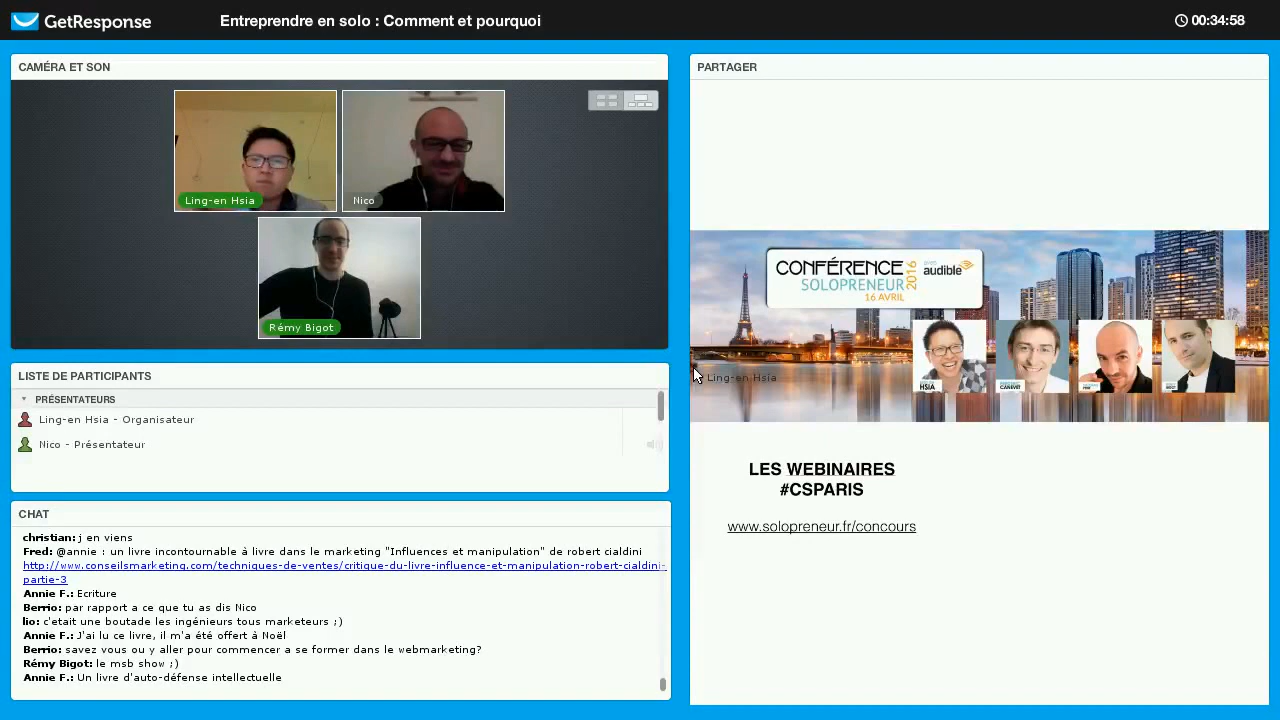 GetResponse
Entreprendre en solo : Comment et pourquoi
00:34:58
CAMÉRA ET SON
Ling-en Hsia
Nico
Rémy Bigot
LISTE DE PARTICIPANTS
PRÉSENTATEURS
Ling-en Hsia - Organisateur
Nico - Présentateur
CHAT
christian: j en viens
Fred: @annie : un livre incontournable à livre dans le marketing "Influences et manipulation" de robert cialdini
http://www.conseilsmarketing.com/techniques-de-ventes/critique-du-livre-influence-et-manipulation-robert-cialdini-
partie-3
Annie F.: Ecriture
Berrio: par rapport a ce que tu as dis Nico
lio: c'etait une boutade les ingénieurs tous marketeurs ;)
Annie F.: J'ai lu ce livre, il m'a été offert à Noël
Berrio: savez vous ou y aller pour commencer a se former dans le webmarketing?
Rémy Bigot: le msb show ;)
Annie F.: Un livre d'auto-défense intellectuelle
PARTAGER
CONFÉRENCE
SOLOPRENEUR
2016
16 AVRIL
avec
audible
HSIA
CANEVET
BIGOT
Ling-en Hsia
LES WEBINAIRES
#CSPARIS
www.solopreneur.fr/concours